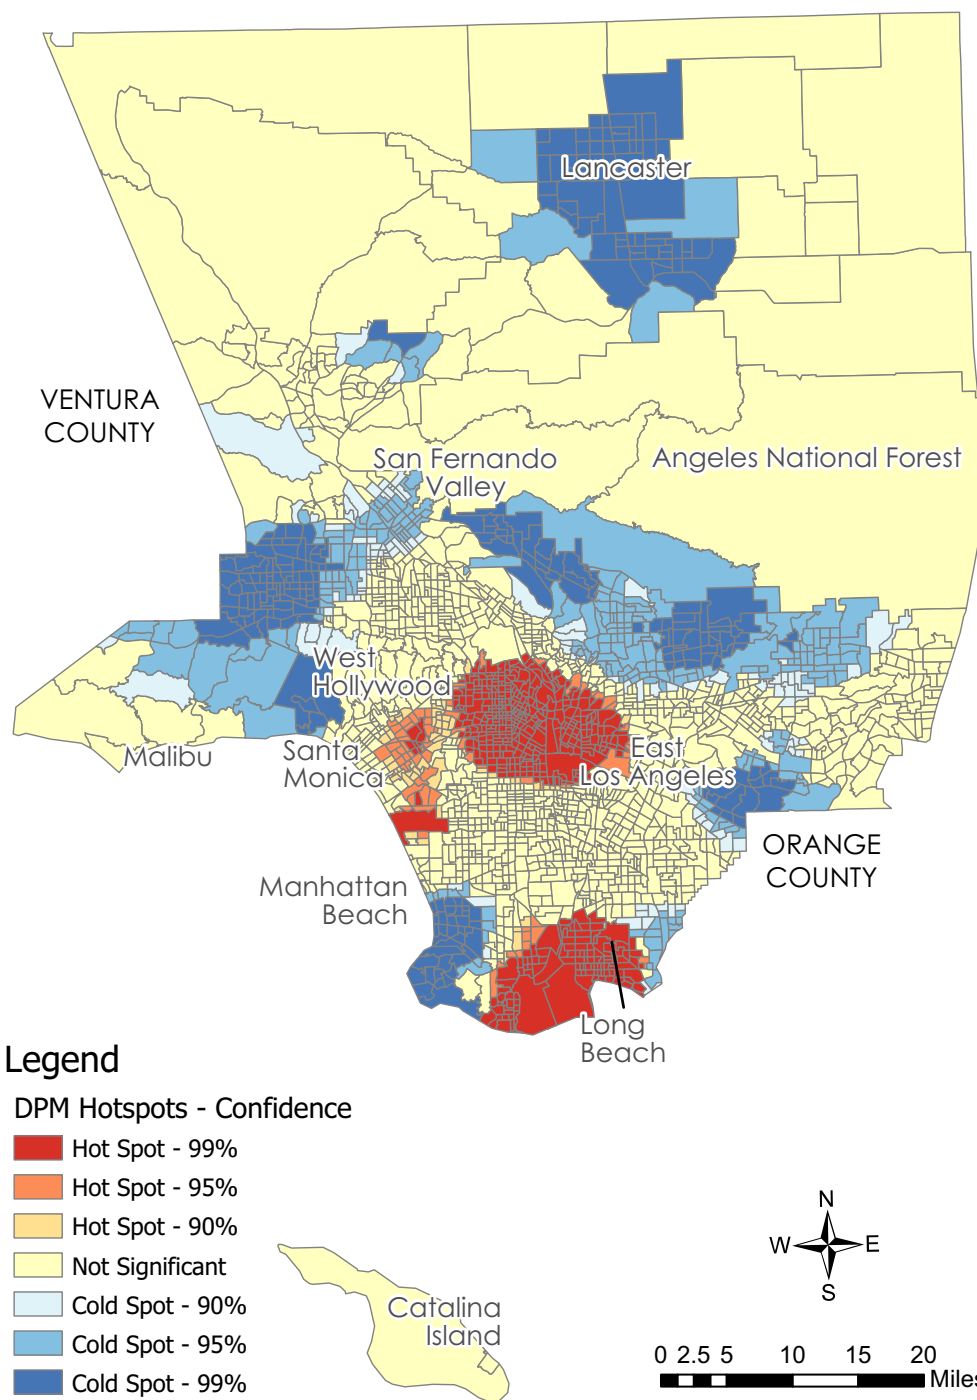 Lancaster
VENTURA
COUNTY
San Fernando
Valley
Angeles National Forest
West
Hollywood
Malibu
Santa
Monica
East
Los Angeles
ORANGE
COUNTY
Manhattan
Beach
Long
Beach
Legend
DPM Hotspots - Confidence
Hot Spot - 99%
Hot Spot - 95%
Hot Spot - 90%
Not Significant
Cold Spot - 90%
Cold Spot - 95%
Cold Spot - 99%
Catalina
Island
N
W E
S
0 2.5 5 10 15 20
Miles